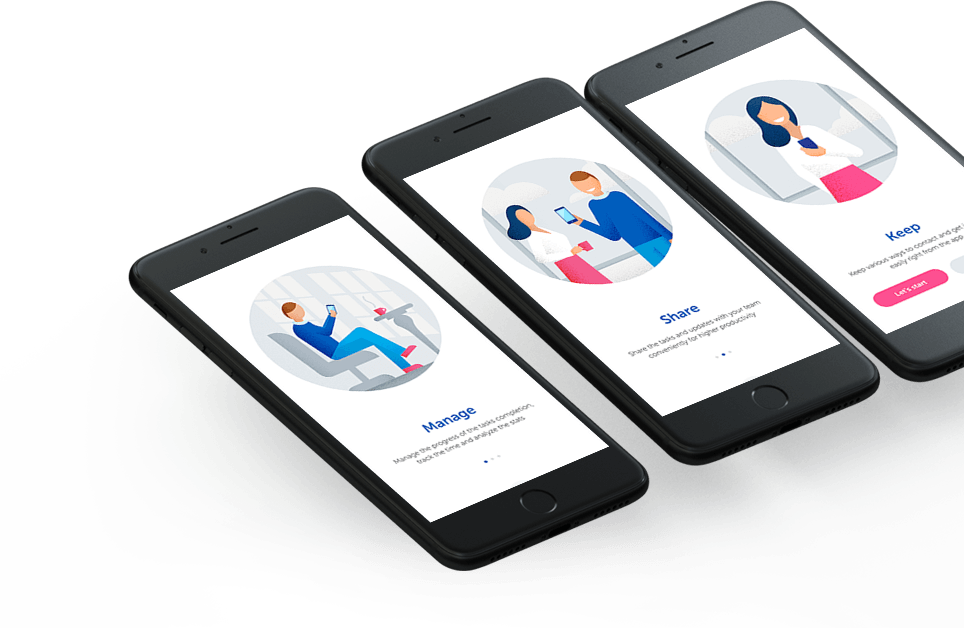 Manage
Manage the progress of the tasks completion,
track the time and analyze the stats
Share
Share the tasks and updates with your team
conveniently for higher productivity
Keep
Keep various ways to contact and get
easily right from the app
Let's start